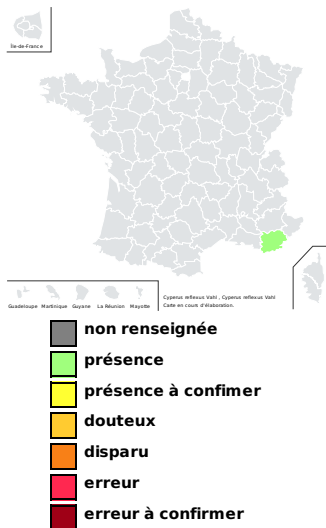 Île-de-France
Guadeloupe Martinique Guyane La Réunion Mayotte
Cyperus reflexus Vahl , Cyperus reflexus Vahl
Carte en cours d'élaboration.
non renseignée
présence
présence à confimer
douteux
disparu
erreur
erreur à confirmer